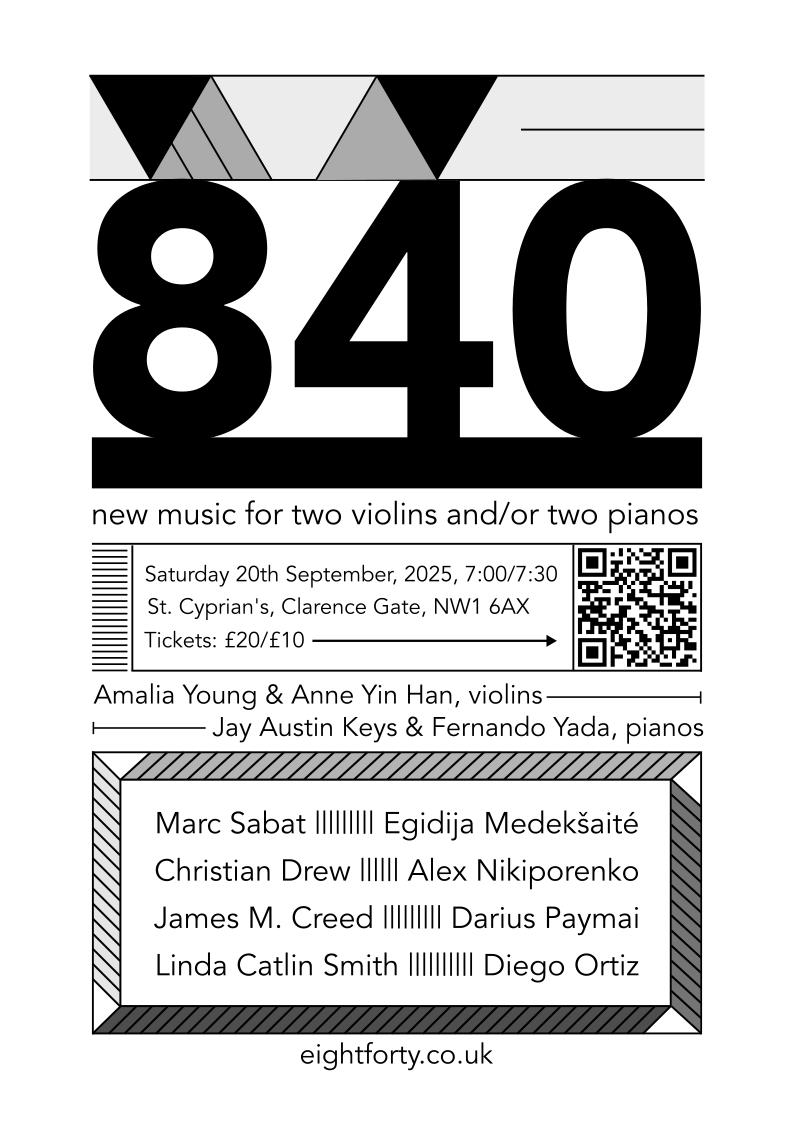 840
new music for two violins and/or two pianos
Saturday 20th September, 2025, 7:00/7:30
St. Cyprian's, Clarence Gate, NW1 6AX
Tickets: £20/£10
Amalia Young & Anne Yin Han, violins
Jay Austin Keys & Fernando Yada, pianos
Marc Sabat ||||||||| Egidija Medekšaité
Christian Drew |||||| Alex Nikiporenko
James M. Creed ||||||||| Darius Paymai
Linda Catlin Smith |||||||||| Diego Ortiz
eightforty.co.uk